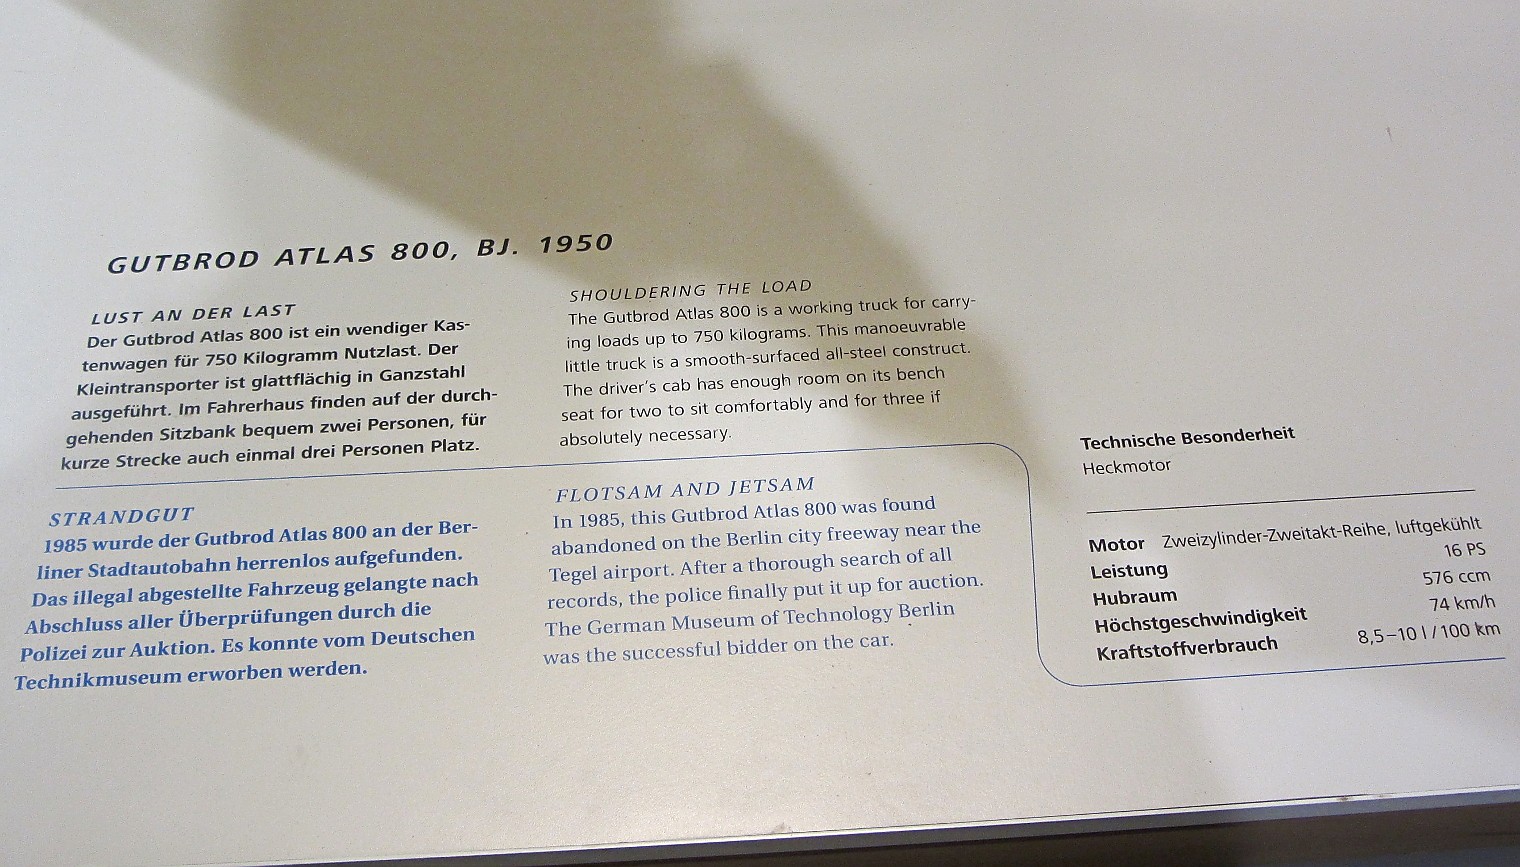 GUTBROD ATLAS 800, BJ. 1950
LUST AN DER LAST
Der Gutbrod Atlas 800 ist ein wendiger Kas-
tenwagen für 750 Kilogramm Nutzlast. Der
Kleintransporter ist glattflächig in Ganzstahl
ausgeführt. Im Fahrerhaus finden auf der durch-
gehenden Sitzbank bequem zwei Personen, für
kurze Strecke auch einmal drei Personen Platz.
SHOULDERING THE LOAD
The Gutbrod Atlas 800 is a working truck for carry-
ing loads up to 750 kilograms. This manoeuvrable
little truck is a smooth-surfaced all-steel construct.
The driver's cab has enough room on its bench
seat for two to sit comfortably and for three if
absolutely necessary.
STRANDGUT
1985 wurde der Gutbrod Atlas 800 an der Ber-
liner Stadtautobahn herrenlos aufgefunden.
Das illegal abgestellte Fahrzeug gelangte nach
Abschluss aller Überprüfungen durch die
Polizei zur Auktion. Es konnte vom Deutschen
Technikmuseum erworben werden.
FLOTSAM AND JETSAM
In 1985, this Gutbrod Atlas 800 was found
abandoned on the Berlin city freeway near the
Tegel airport. After a thorough search of all
records, the police finally put it up for auction.
The German Museum of Technology Berlin
was the successful bidder on the car.
Technische Besonderheit
Heckmotor
Motor Zweizylinder-Zweitakt-Reihe, luftgekühlt
Leistung 16 PS
Hubraum 576 ccm
Höchstgeschwindigkeit 74 km/h
Kraftstoffverbrauch 8,5–10 l / 100 km